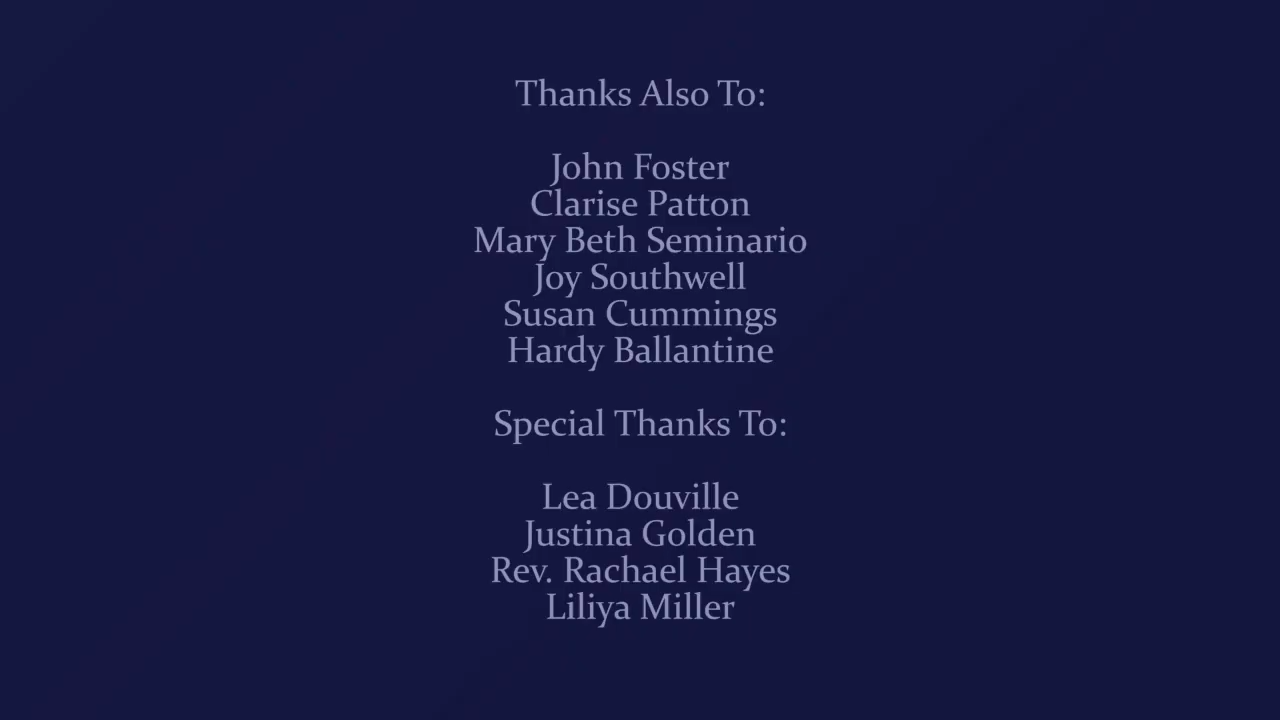 Thanks Also To:
John Foster
Clarise Patton
Mary Beth Seminario
Joy Southwell
Susan Cummings
Hardy Ballantine
Special Thanks To:
Lea Douville
Justina Golden
Rev. Rachael Hayes
Liliya Miller